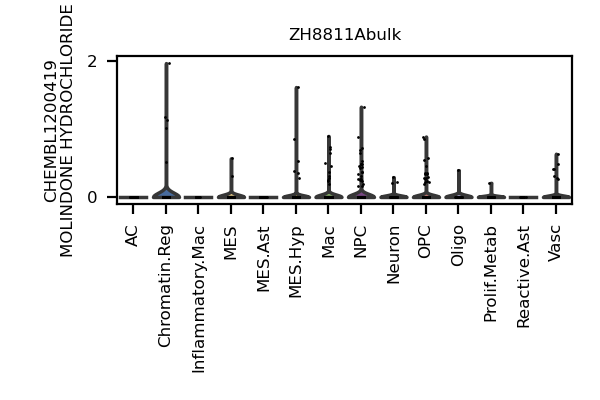 ZH8811Abulk
CHEMBL1200419
MOLINDONE HYDROCHLORIDE
2
0
AC
Chromatin.Reg
Inflammatory.Mac
MES
MES.Ast
MES.Hyp
Mac
NPC
Neuron
OPC
Oligo
Prolif.Metab
Reactive.Ast
Vasc